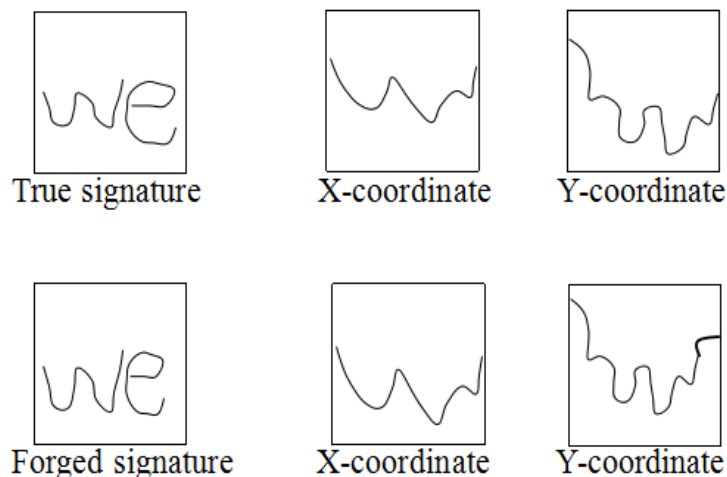 we
True signature X-coordinate Y-coordinate
we
Forged signature X-coordinate Y-coordinate